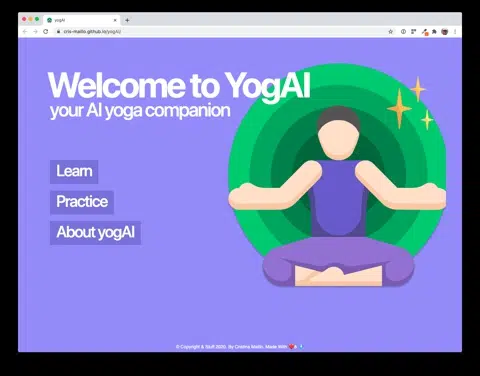 yogAI
cris-maillo.github.io/yogAI/
Welcome to YogAI
your AI yoga companion
Learn
Practice
About yogAI
© Copyright & Stuff 2020. By Cristina Maillo. Made With